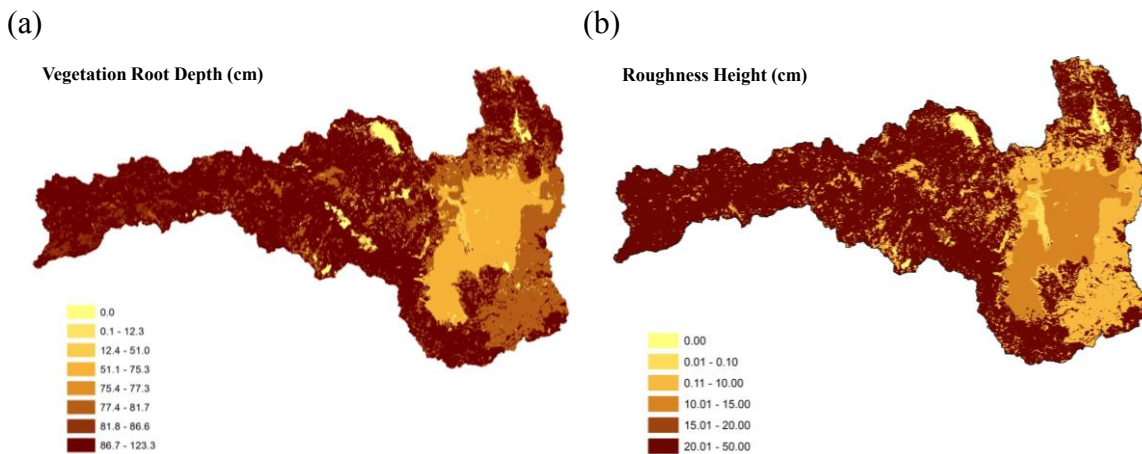 (a)
Vegetation Root Depth (cm)
0.0
0.1 - 12.3
12.4 - 51.0
51.1 - 75.3
75.4 - 77.3
77.4 - 81.7
81.8 - 86.6
86.7 - 123.3
(b)
Roughness Height (cm)
0.00
0.01 - 0.10
0.11 - 10.00
10.01 - 15.00
15.01 - 20.00
20.01 - 50.00